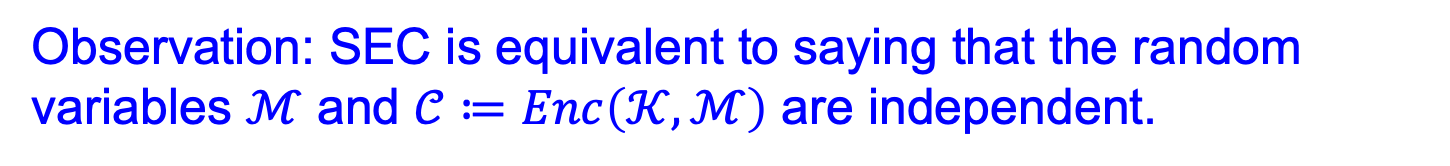 Observation: SEC is equivalent to saying that the random
variables ℳ and 𝒞 ≔ 𝐸𝑛𝑐(𝒦, ℳ) are independent.